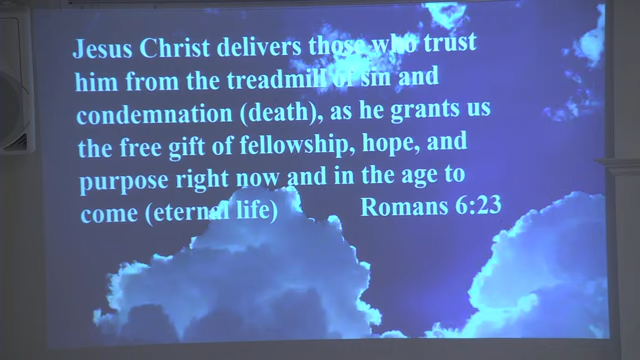 Jesus Christ delivers those who trust
him from the treadmill of sin and
condemnation (death), as he grants us
the free gift of fellowship, hope, and
purpose right now and in the age to
come (eternal life) Romans 6:23